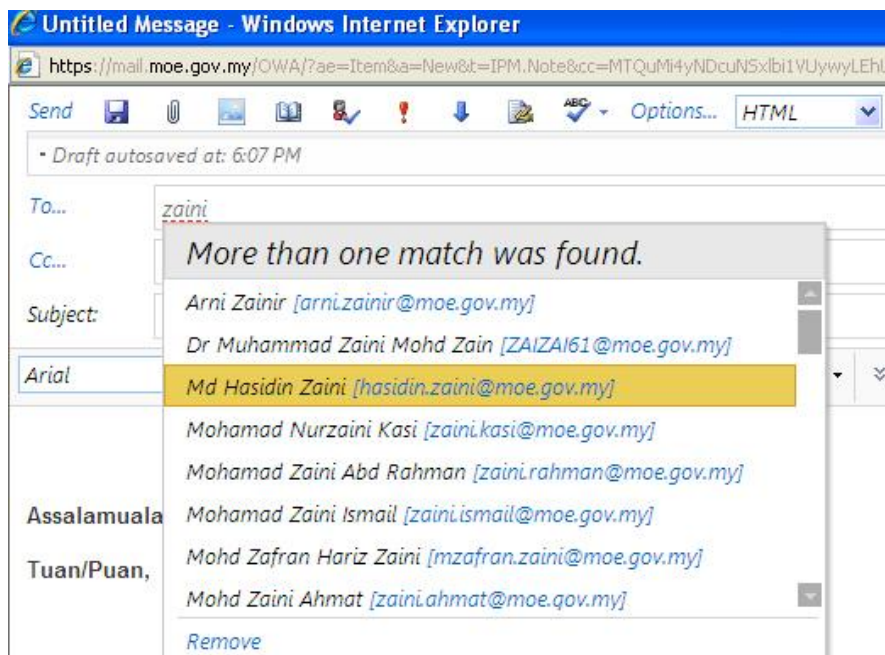 Untitled Message - Windows Internet Explorer
https://mail.moe.gov.my/OWA/?ae=Item&a=New&t=IPM.Note&cc=MTQuMi4yNDcuNSxlbi1VUywyLEhU
Send ABC Options... HTML
• Draft autosaved at: 6:07 PM
To... zaini
More than one match was found.
Cc...
Arni Zainir [arni.zainir@moe.gov.my]
Subject:
Dr Muhammad Zaini Mohd Zain [ZAIZAI61@moe.gov.my]
Arial
Md Hasidin Zaini [hasidin.zaini@moe.gov.my]
Mohamad Nurzaini Kasi [zaini.kasi@moe.gov.my]
Mohamad Zaini Abd Rahman [zaini.rahman@moe.gov.my]
Assalamuala
Mohamad Zaini Ismail [zaini.ismail@moe.gov.my]
Mohd Zafran Hariz Zaini [mzafran.zaini@moe.gov.my]
Tuan/Puan,
Mohd Zaini Ahmat [zaini.ahmat@moe.gov.my]
Remove